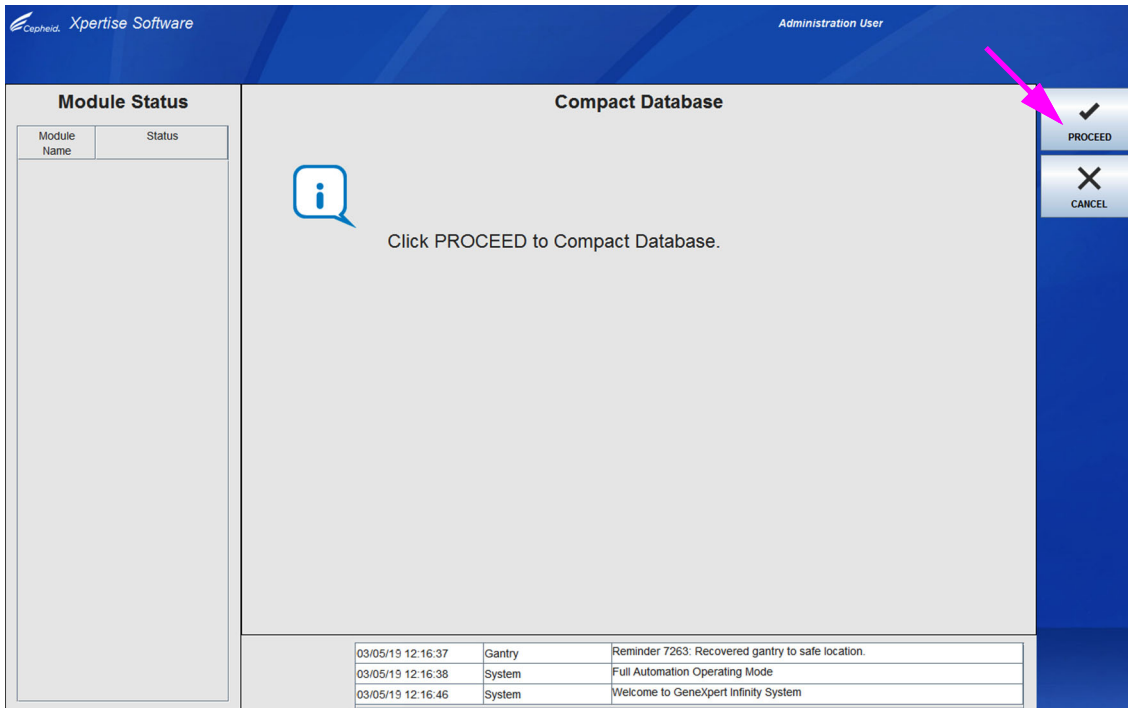 Cepheid. Xpertise Software
Administration User
Module Status
Module Name
Status
Compact Database
Click PROCEED to Compact Database.
PROCEED
CANCEL
03/05/19 12:16:37 Gantry Reminder 7263: Recovered gantry to safe location.
03/05/19 12:16:38 System Full Automation Operating Mode
03/05/19 12:16:46 System Welcome to GeneXpert Infinity System